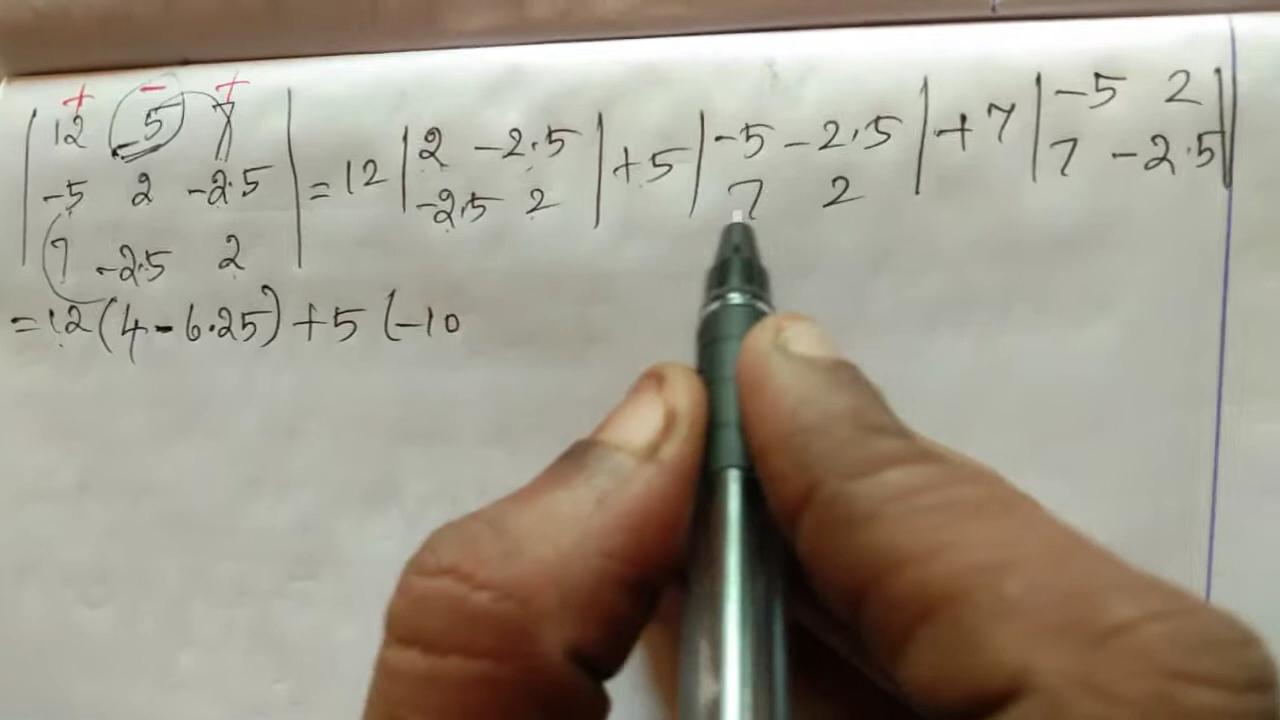 + - +
| 12 -5 7 |
| -5 2 -2.5 | = 12 | 2 -2.5 | + 5 | -5 -2.5 | + 7 | -5 2 |
| 7 -2.5 2 | | -2.5 2 | | 7 2 | | 7 -2.5 |
= 12 (4 - 6.25) + 5 (-10